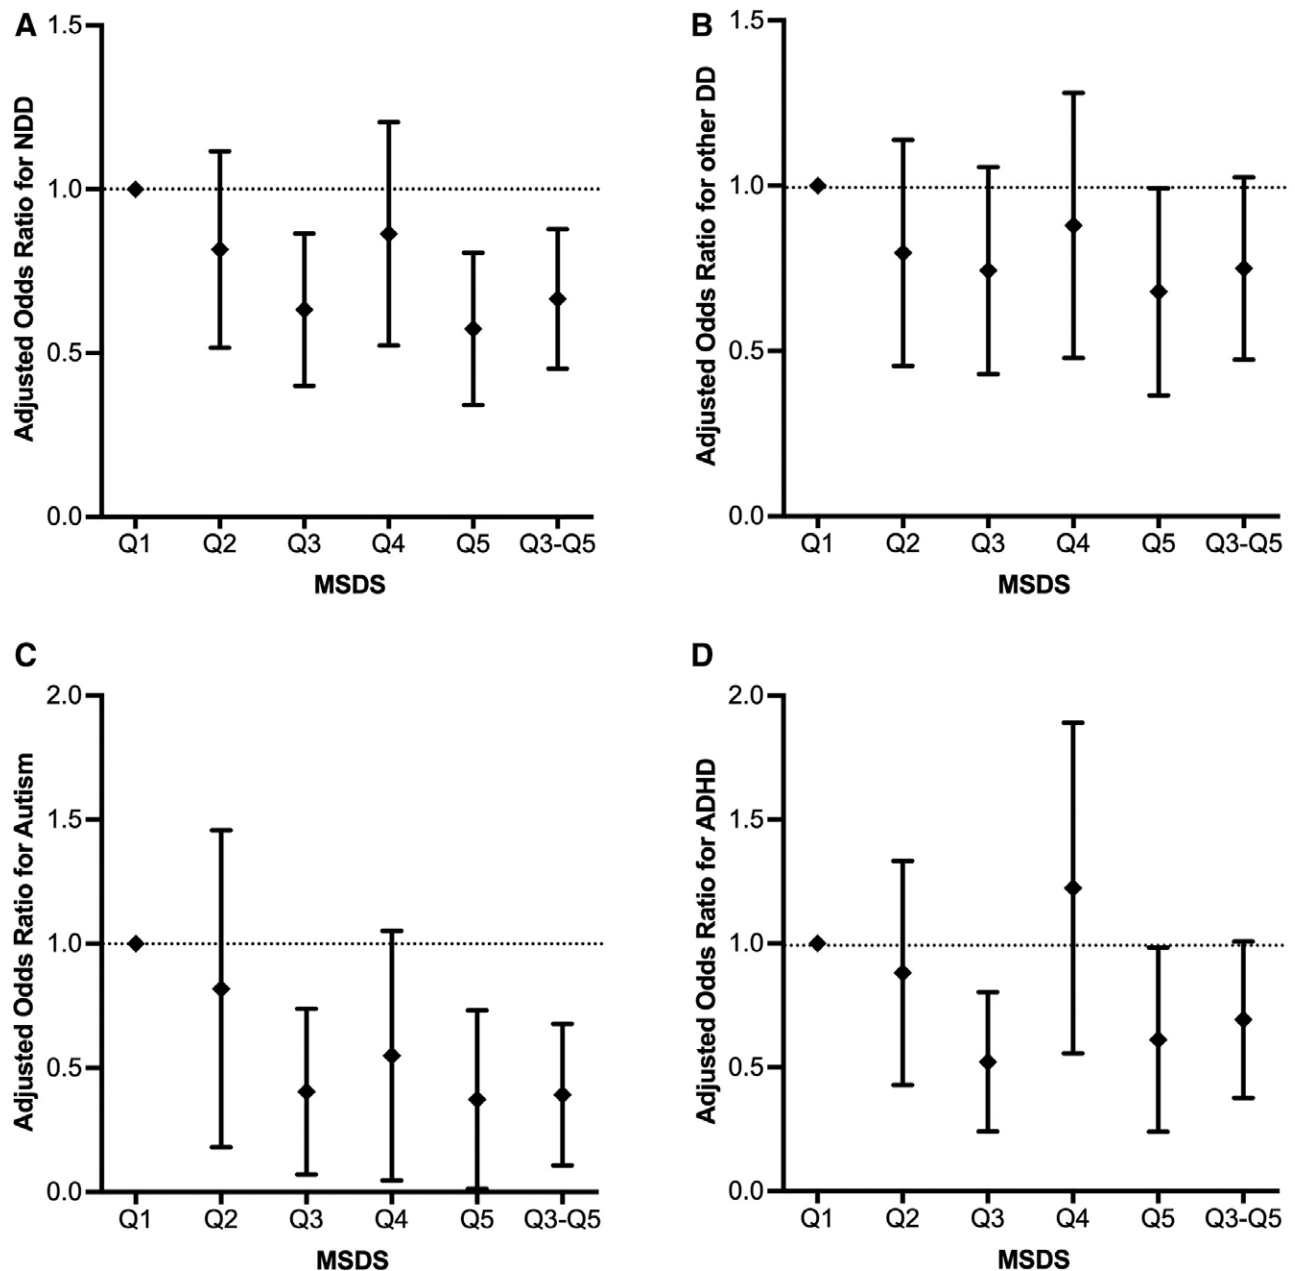 A
Adjusted Odds Ratio for NDD
1.5
1.0
0.5
0.0
Q1 Q2 Q3 Q4 Q5 Q3-Q5
MSDS
B
Adjusted Odds Ratio for other DD
1.5
1.0
0.5
0.0
Q1 Q2 Q3 Q4 Q5 Q3-Q5
MSDS
C
Adjusted Odds Ratio for Autism
2.0
1.5
1.0
0.5
0.0
Q1 Q2 Q3 Q4 Q5 Q3-Q5
MSDS
D
Adjusted Odds Ratio for ADHD
2.0
1.5
1.0
0.5
0.0
Q1 Q2 Q3 Q4 Q5 Q3-Q5
MSDS